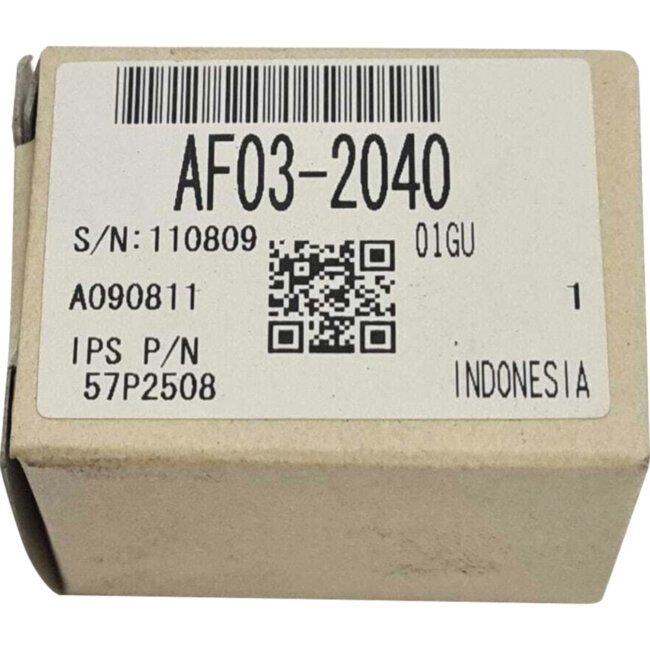 AF03-2040
S/N:110809 01GU
A090811 1
IPS P/N
57P2508 INDONESIA